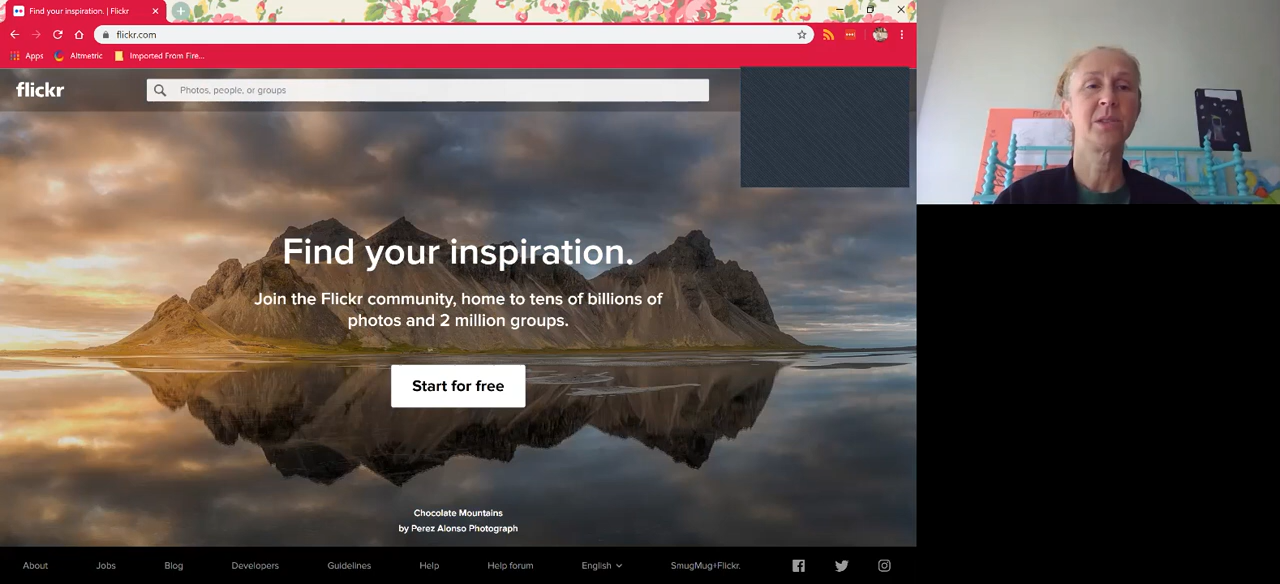 Find your inspiration. | Flickr
flickr.com
Apps
Altmetric
Imported From Fire...
flickr
Photos, people, or groups
Find your inspiration.
Join the Flickr community, home to tens of billions of
photos and 2 million groups.
Start for free
Chocolate Mountains
by Perez Alonso Photograph
About
Jobs
Blog
Developers
Guidelines
Help
Help forum
English
SmugMug+Flickr.